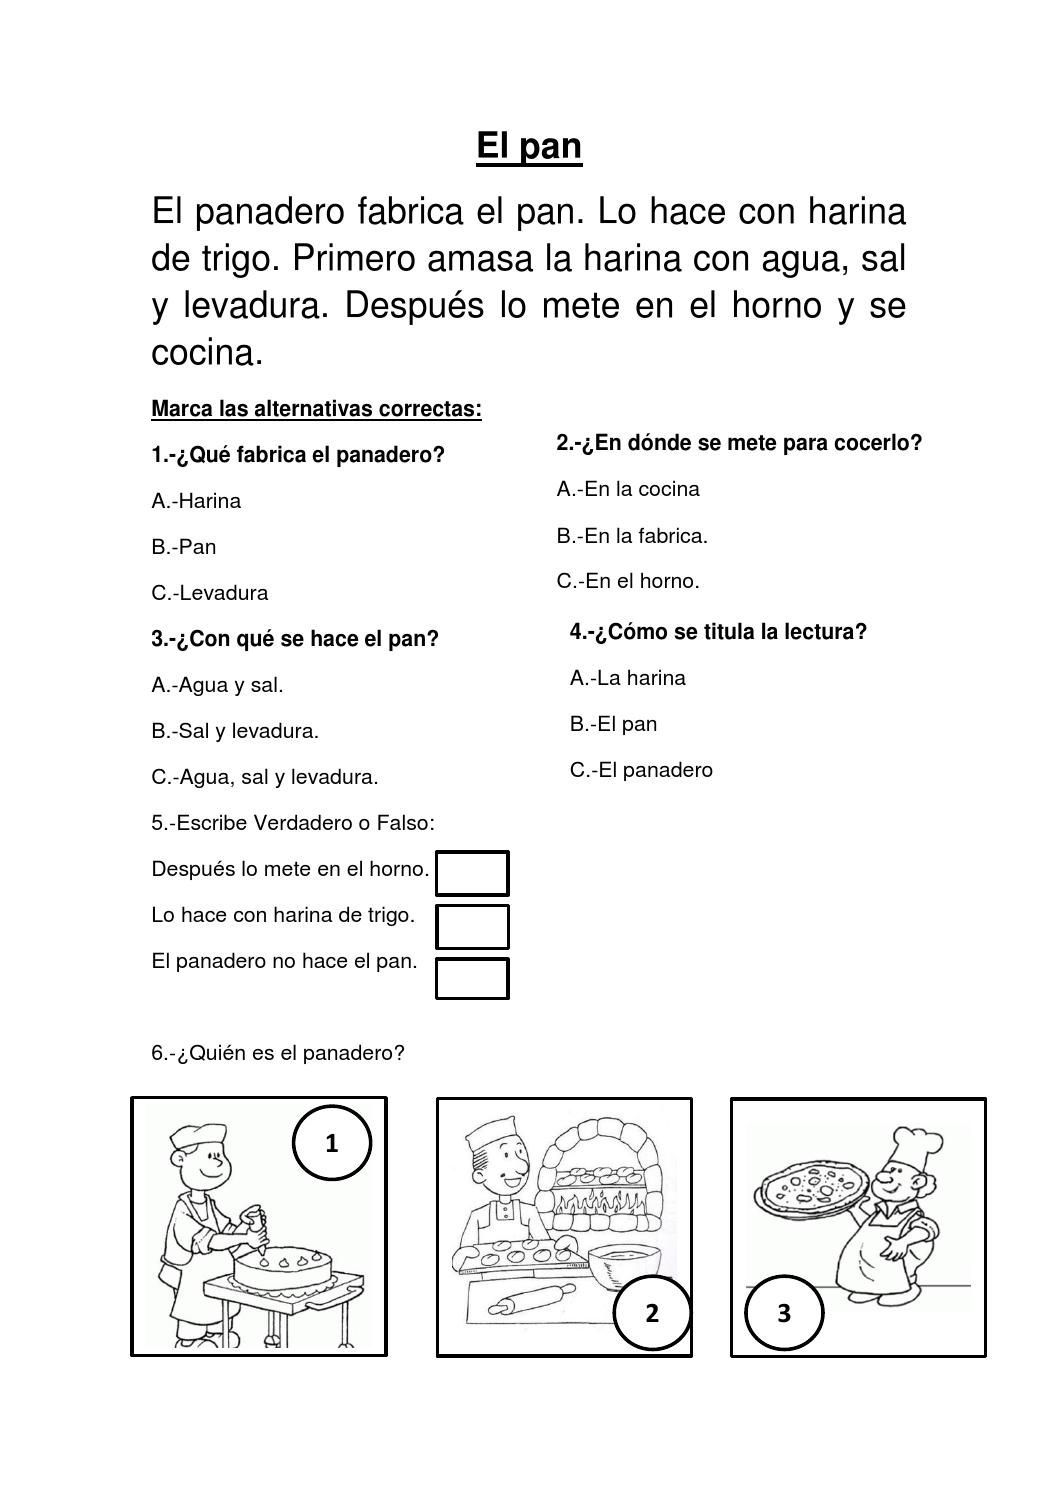 El pan
El panadero fabrica el pan. Lo hace con harina
de trigo. Primero amasa la harina con agua, sal
y levadura. Después lo mete en el horno y se
cocina.
Marca las alternativas correctas:
1.-¿Qué fabrica el panadero?
A.-Harina
B.-Pan
C.-Levadura
2.-¿En dónde se mete para cocerlo?
A.-En la cocina
B.-En la fabrica.
C.-En el horno.
3.-¿Con qué se hace el pan?
A.-Agua y sal.
B.-Sal y levadura.
C.-Agua, sal y levadura.
4.-¿Cómo se titula la lectura?
A.-La harina
B.-El pan
C.-El panadero
5.-Escribe Verdadero o Falso:
Después lo mete en el horno.
Lo hace con harina de trigo.
El panadero no hace el pan.
6.-¿Quién es el panadero?
1
2
3